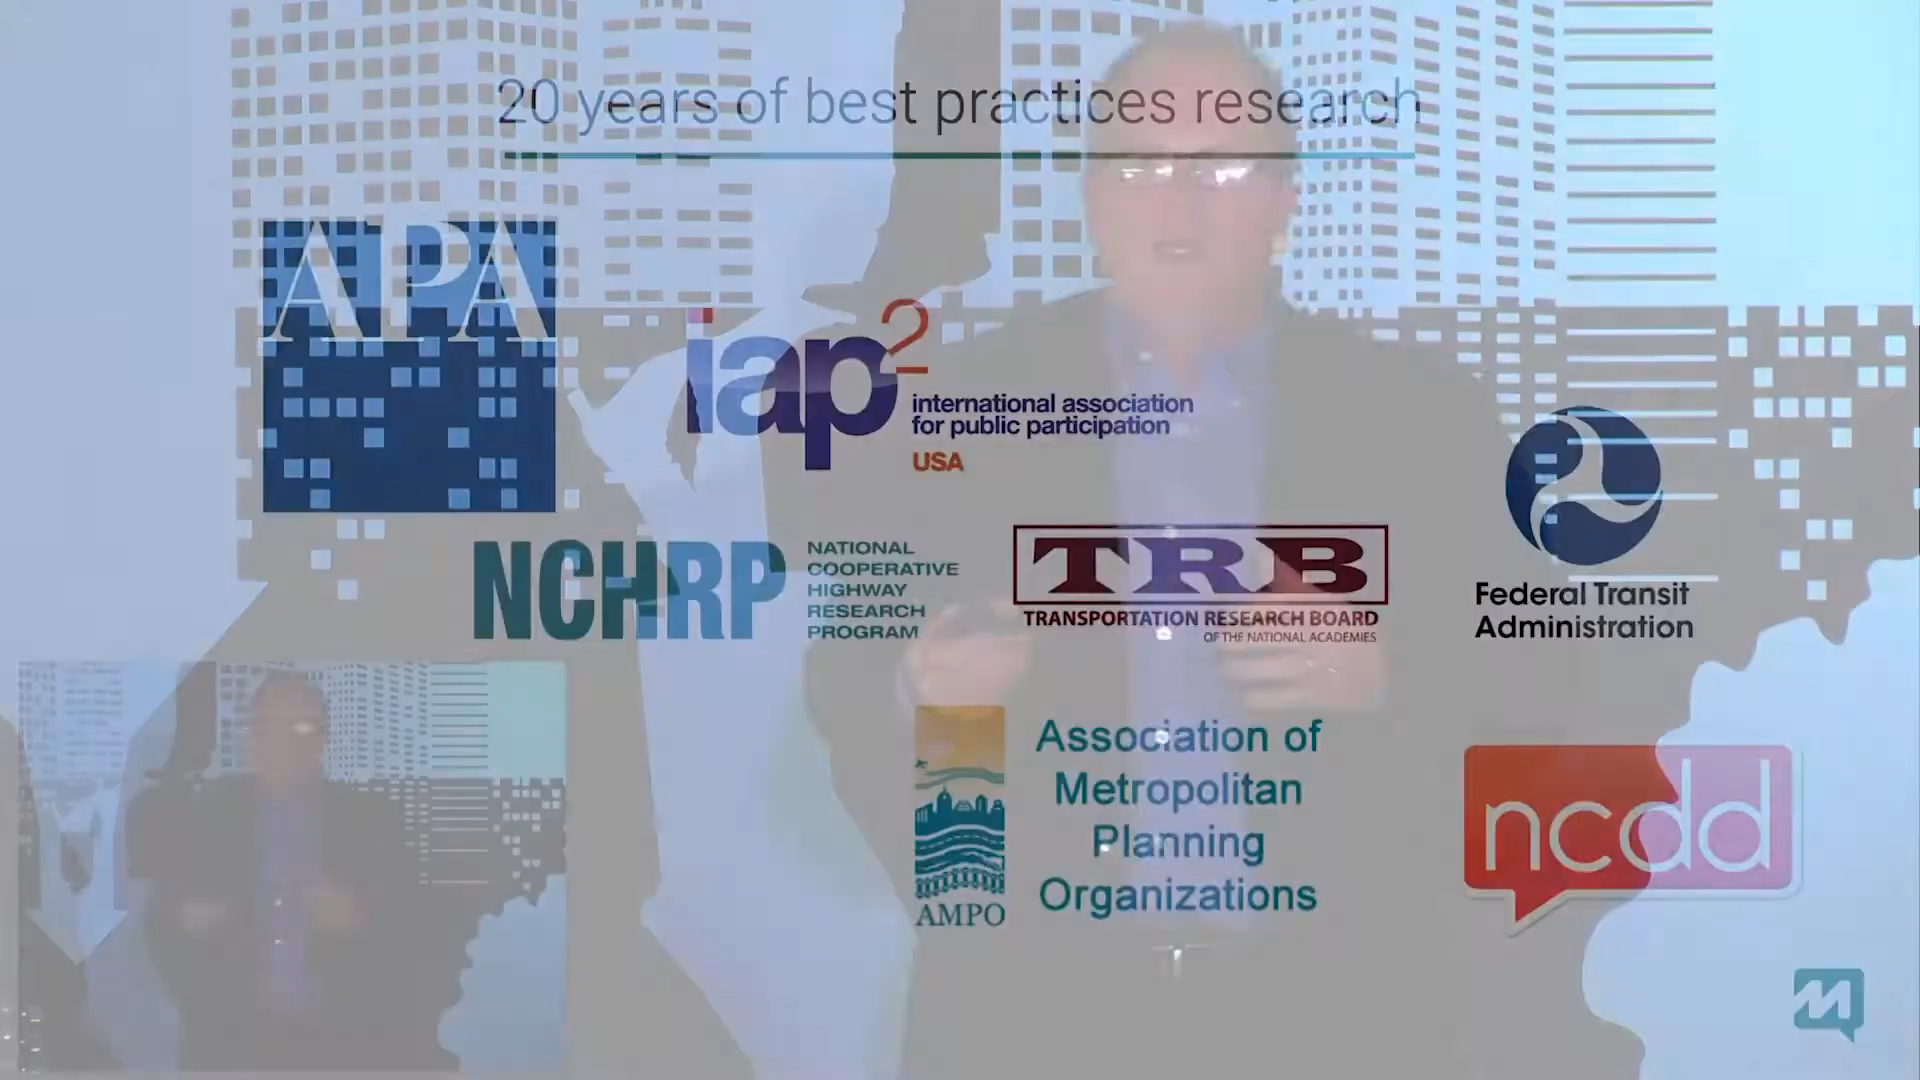 20 years of best practices research
APA
iap2
international association
for public participation
USA
NCHRP
NATIONAL
COOPERATIVE
HIGHWAY
RESEARCH
PROGRAM
TRB
TRANSPORTATION RESEARCH BOARD
OF THE NATIONAL ACADEMIES
Federal Transit
Administration
AMPO
Association of
Metropolitan
Planning
Organizations
ncdd
M